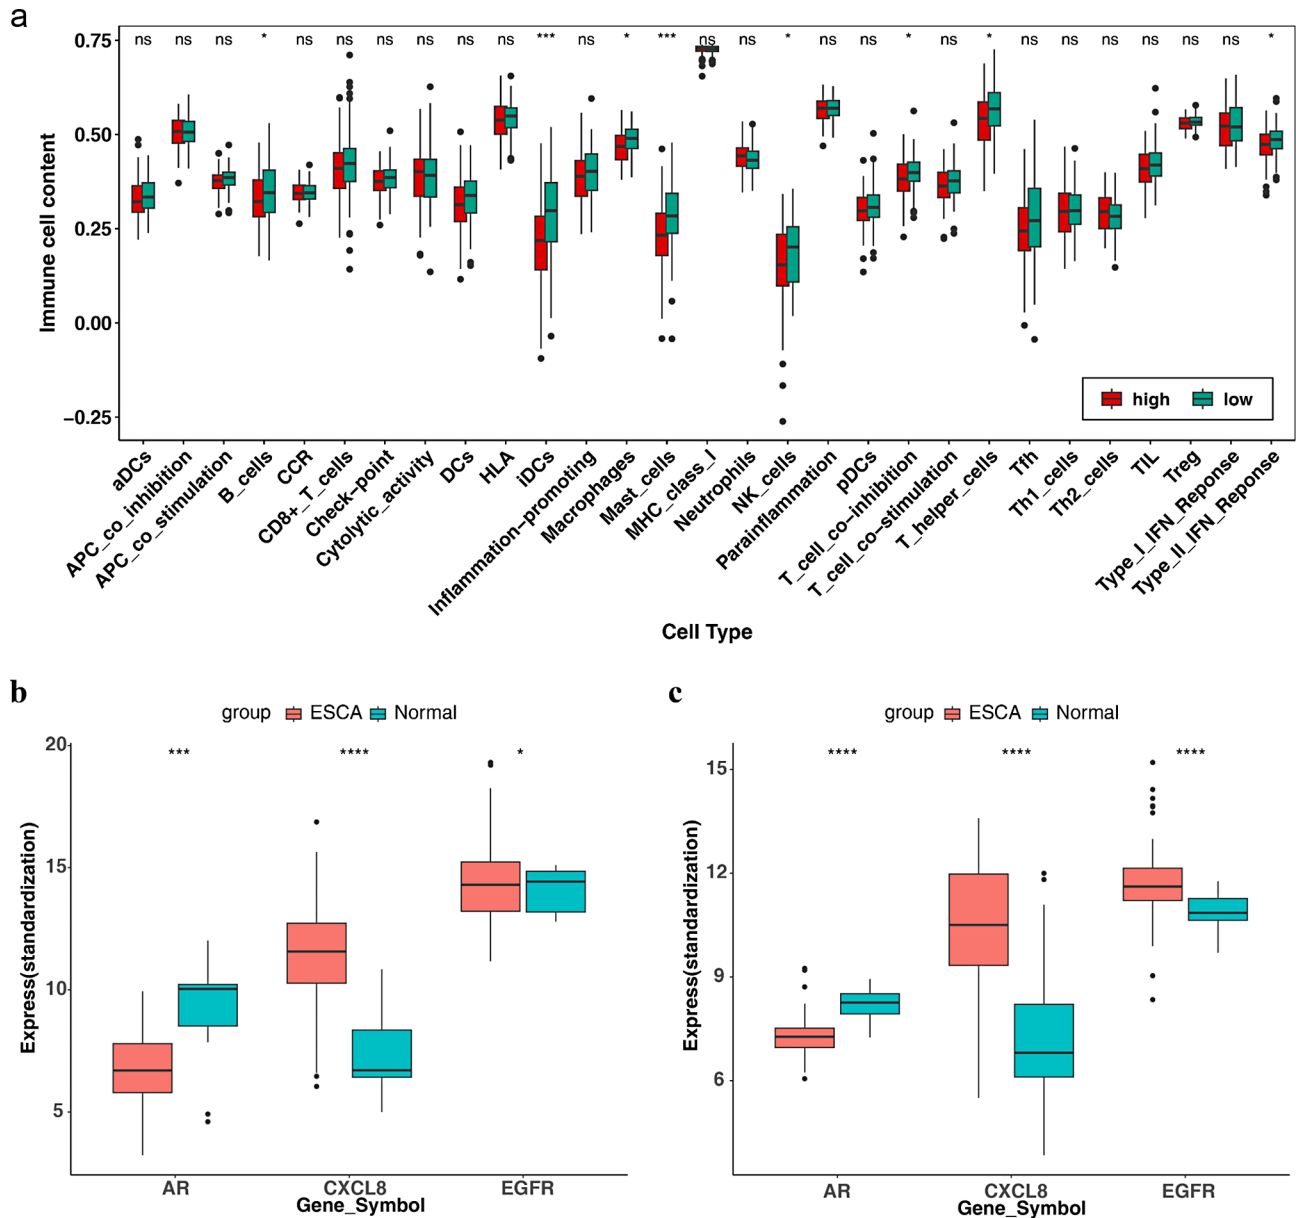 a
0.75
0.50
0.25
0.00
−0.25
Immune cell content
ns ns ns * ns ns ns ns ns ns *** ns * *** ns ns * ns ns * ns * ns ns ns ns ns ns *
high low
aDCs
APC_co_inhibition
APC_co_stimulation
B_cells
CCR
CD8+_T_cells
Check−point
Cytolytic_activity
DCs
HLA
iDCs
Inflammation−promoting
Macrophages
Mast_cells
MHC_class_I
Neutrophils
NK_cells
Parainflammation
pDCs
T_cell_co−inhibition
T_cell_co−stimulation
T_helper_cells
Tfh
Th1_cells
Th2_cells
TIL
Treg
Type_I_IFN_Reponse
Type_II_IFN_Reponse
Cell Type
b
group ESCA Normal
*** **** *
20
15
10
5
Express(standardization)
AR CXCL8 EGFR
Gene_Symbol
c
group ESCA Normal
**** **** ****
15
12
9
6
Express(standardization)
AR CXCL8 EGFR
Gene_Symbol